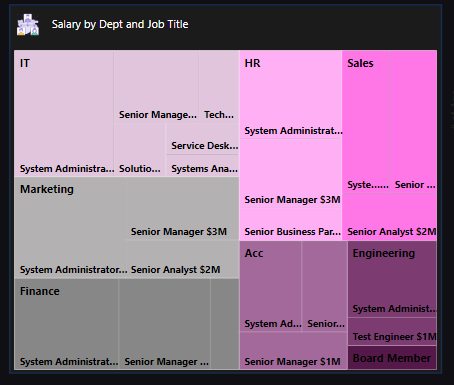 Salary by Dept and Job Title
IT
Senior Manage... Tech...
Service Desk...
System Administra... Solutio... Systems Ana...
Marketing
Senior Manager $3M
System Administrator... Senior Analyst $2M
Finance
System Administrat... Senior Manager ...
HR
System Administrat...
Senior Manager $3M
Senior Business Par...
Sales
Syste...... Senior ...
Senior Analyst $2M
Acc
System Ad... Senior...
Senior Manager $1M
Engineering
System Administ...
Test Engineer $1M
Board Member